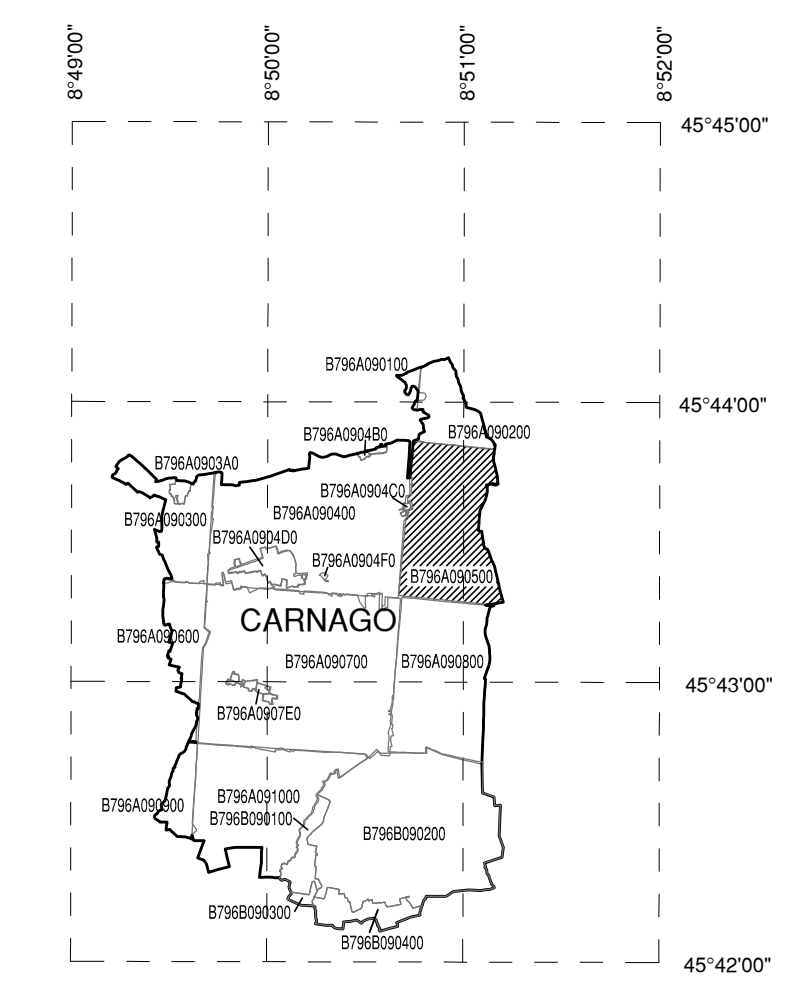 8°49'00"
8°50'00"
8°51'00"
8°52'00"
45°45'00"
B796A090100
45°44'00"
B796A0904B0
B796A090200
B796A0903A0
B796A0904C0
B796A090400
B796A090300
B796A0904D0
B796A0904F0
B796A090500
CARNAGO
B796A090600
B796A090700
B796A090800
45°43'00"
B796A0907E0
B796A091000
B796A090900
B796B090100
B796B090200
B796B090300
B796B090400
45°42'00"